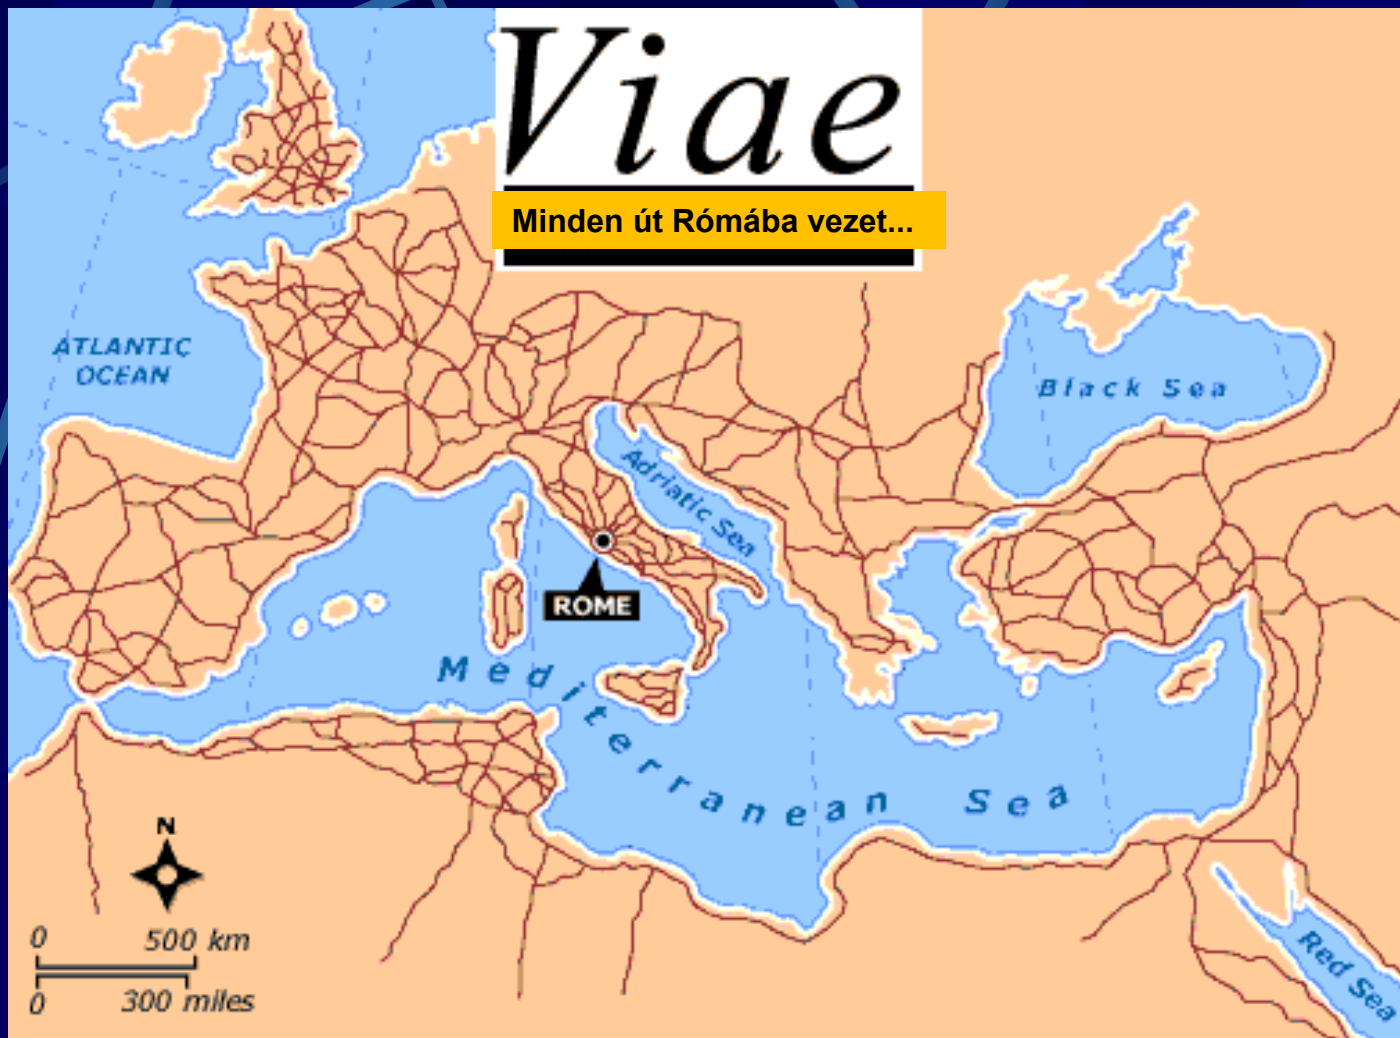 Viae
Minden út Rómába vezet...
ATLANTIC
OCEAN
Black Sea
Adriatic Sea
ROME
Mediterranean Sea
N
0 500 km
0 300 miles
Red Sea